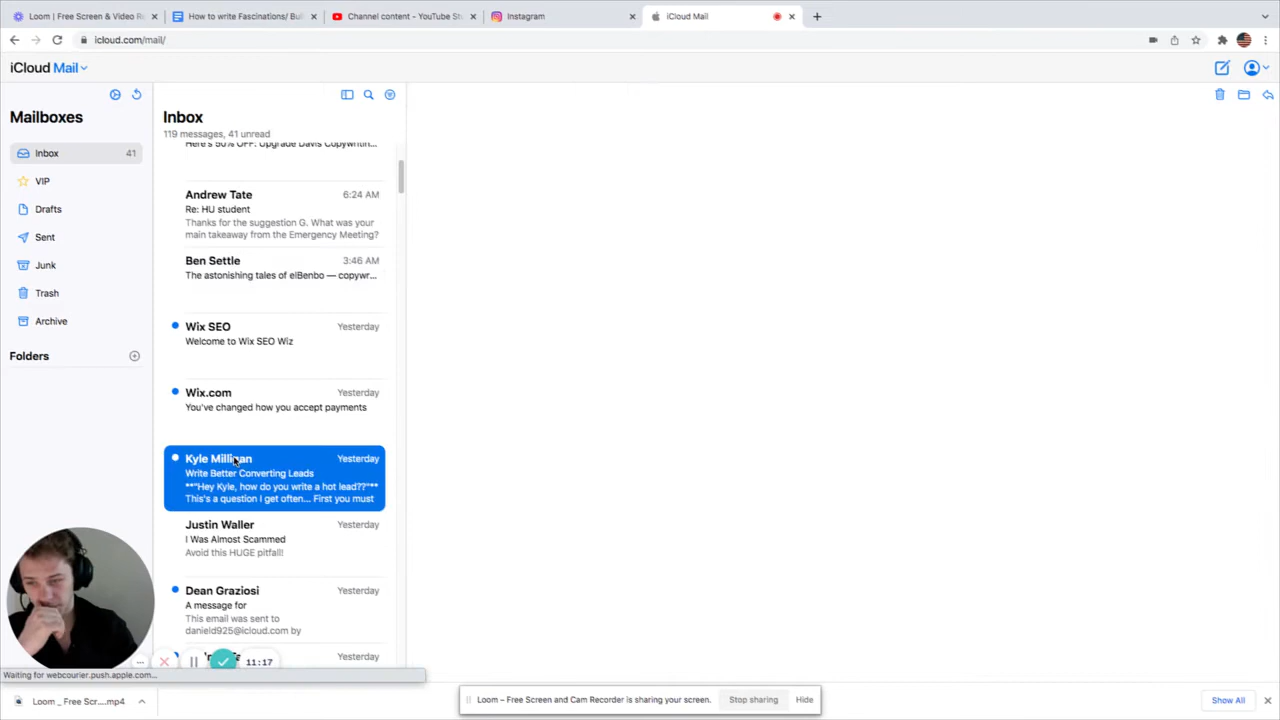 Loom | Free Screen & Video Re
How to write Fascinations/ Bul
Channel content - YouTube St
Instagram
iCloud Mail
icloud.com/mail/
iCloud Mail
Mailboxes
Inbox 41
VIP
Drafts
Sent
Junk
Trash
Archive
Folders
Inbox
119 messages, 41 unread
Here's 50% OFF: Upgrade Davis Copywritin...
Andrew Tate 6:24 AM
Re: HU student
Thanks for the suggestion G. What was your
main takeaway from the Emergency Meeting?
Ben Settle 3:46 AM
The astonishing tales of elBenbo — copywr...
Wix SEO Yesterday
Welcome to Wix SEO Wiz
Wix.com Yesterday
You've changed how you accept payments
Kyle Milligan Yesterday
Write Better Converting Leads
**"Hey Kyle, how do you write a hot lead??"**
This's a question I get often... First you must
Justin Waller Yesterday
I Was Almost Scammed
Avoid this HUGE pitfall!
Dean Graziosi Yesterday
A message for
This email was sent to
danield925@icloud.com by
Yesterday
11:17
Waiting for webcourier.push.apple.com...
Loom _ Free Scr....mp4
Loom – Free Screen and Cam Recorder is sharing your screen.
Stop sharing
Hide
Show All